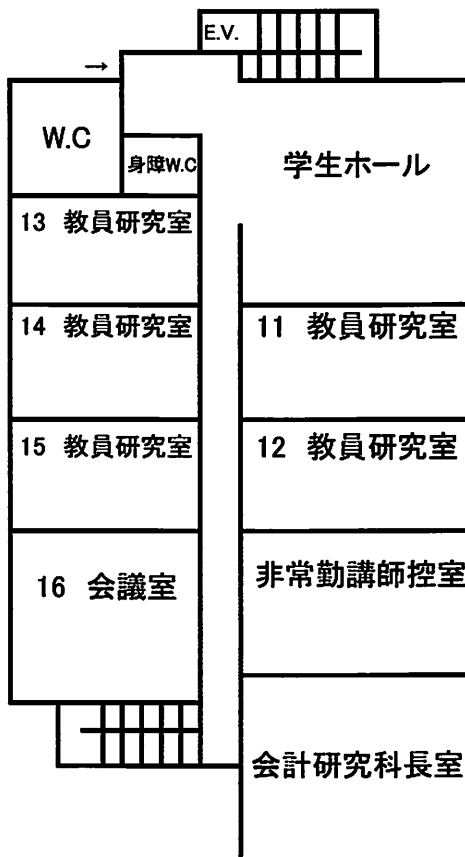 E.V.
→
W.C
身障W.C
学生ホール
13 教員研究室
14 教員研究室
11 教員研究室
15 教員研究室
12 教員研究室
16 会議室
非常勤講師控室
会計研究科長室